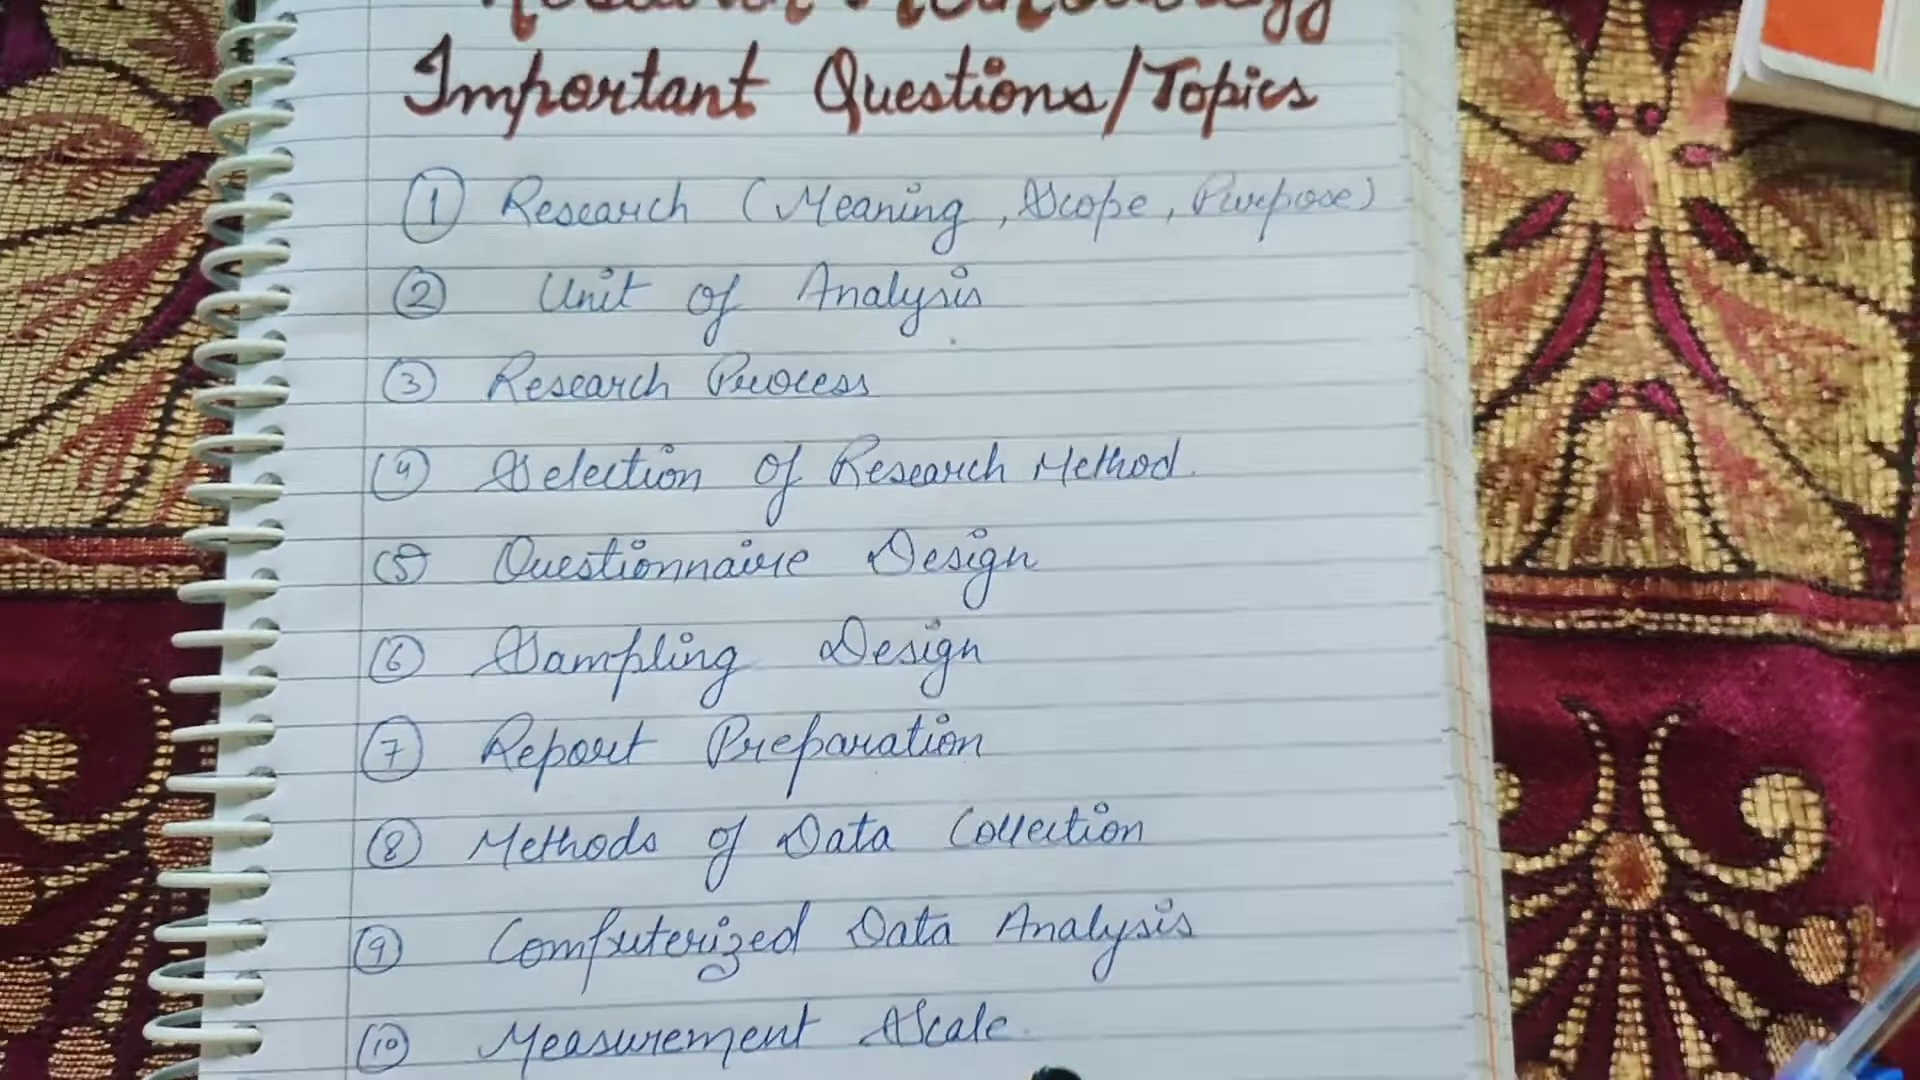 Research Methodology
Important Questions/Topics
1 Research (Meaning, Scope, Purpose)
2 Unit of Analysis
3 Research Process
4 Selection of Research Method.
5 Questionnaire Design
6 Sampling Design
7 Report Preparation
8 Methods of Data Collection
9 Computerized Data Analysis
10 Measurement Scale.